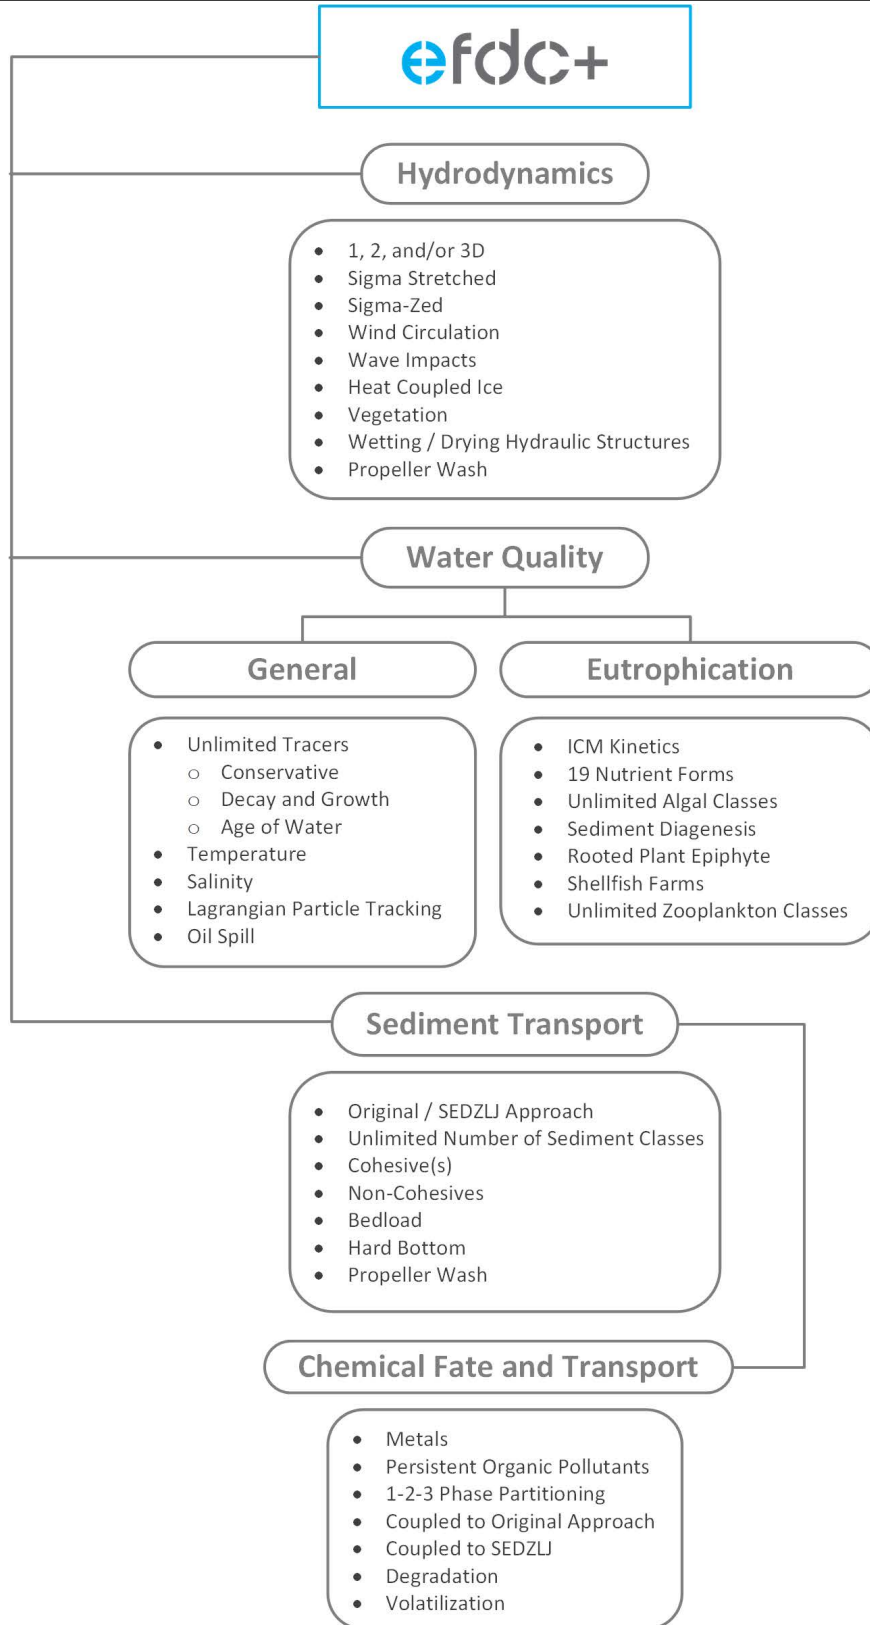 efdc+
Hydrodynamics
• 1, 2, and/or 3D
• Sigma Stretched
• Sigma-Zed
• Wind Circulation
• Wave Impacts
• Heat Coupled Ice
• Vegetation
• Wetting / Drying Hydraulic Structures
• Propeller Wash
Water Quality
General
• Unlimited Tracers
o Conservative
o Decay and Growth
o Age of Water
• Temperature
• Salinity
• Lagrangian Particle Tracking
• Oil Spill
Eutrophication
• ICM Kinetics
• 19 Nutrient Forms
• Unlimited Algal Classes
• Sediment Diagenesis
• Rooted Plant Epiphyte
• Shellfish Farms
• Unlimited Zooplankton Classes
Sediment Transport
• Original / SEDZLJ Approach
• Unlimited Number of Sediment Classes
• Cohesive(s)
• Non-Cohesives
• Bedload
• Hard Bottom
• Propeller Wash
Chemical Fate and Transport
• Metals
• Persistent Organic Pollutants
• 1-2-3 Phase Partitioning
• Coupled to Original Approach
• Coupled to SEDZLJ
• Degradation
• Volatilization